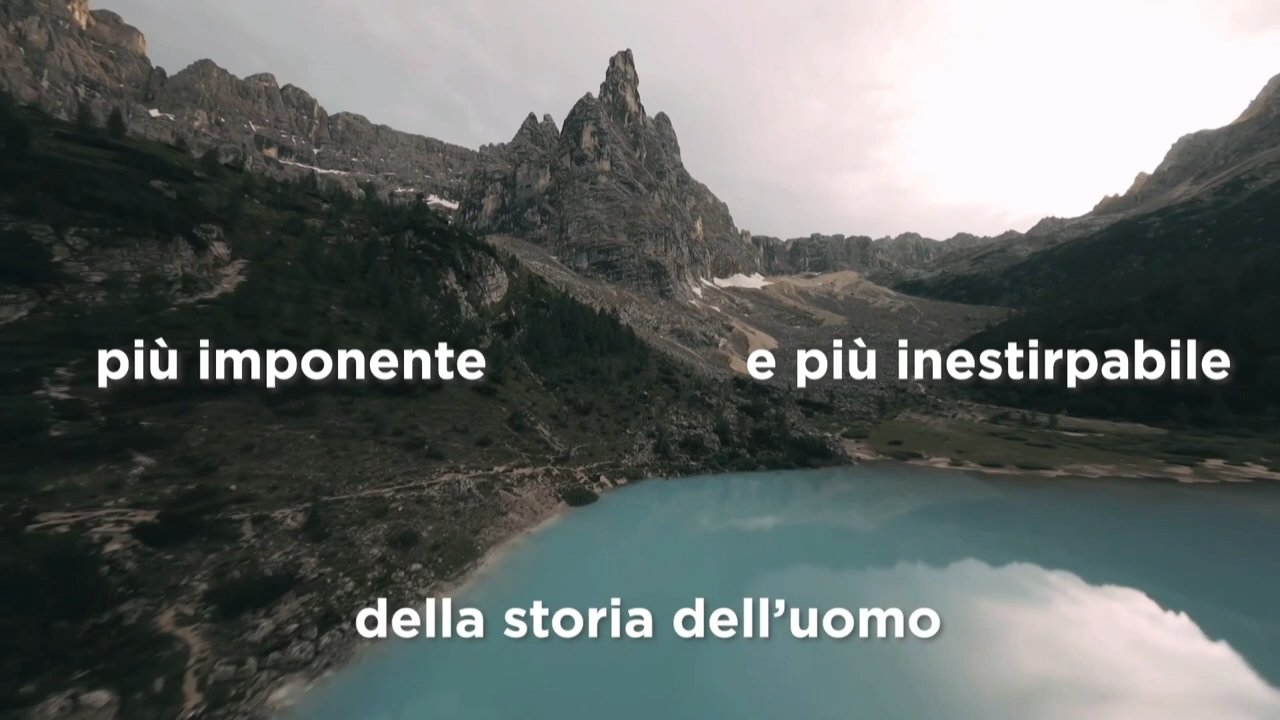 più imponente e più inestirpabile
della storia dell’uomo